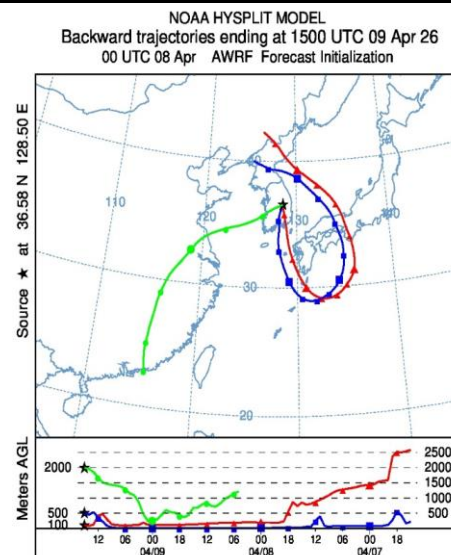 NOAA HYSPLIT MODEL
Backward trajectories ending at 1500 UTC 09 Apr 26
00 UTC 08 Apr AWRF Forecast Initialization
Source ★ at 36.58 N 128.50 E
110
120
130
140
30
20
Meters AGL
2000
500
100
2500
2000
1500
1000
500
12 06 00 18 12 06 00 18 12 06 00 18
04/09 04/08 04/0